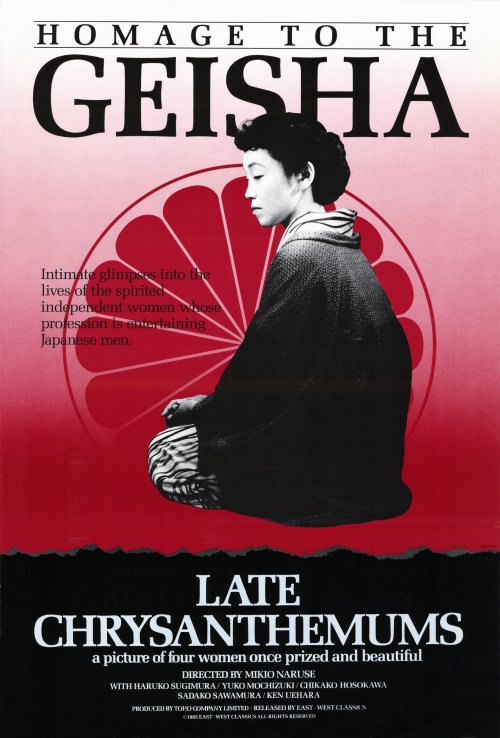 HOMAGE TO THE
GEISHA
Intimate glimpses into the
lives of the spirited
independent women whose
profession is entertaining
Japanese men.
LATE
CHRYSANTHEMUMS
a picture of four women once prized and beautiful
DIRECTED BY MIKIO NARUSE
WITH HARUKO SUGIMURA / YUKO MOCHIZUKI / CHIKAKO HOSOKAWA
SADAKO SAWAMURA / KEN UEHARA
PRODUCED BY TOHO COMPANY LIMITED / RELEASED BY EAST-WEST CLASSICS
©1985 EAST-WEST CLASSICS ALL RIGHTS RESERVED